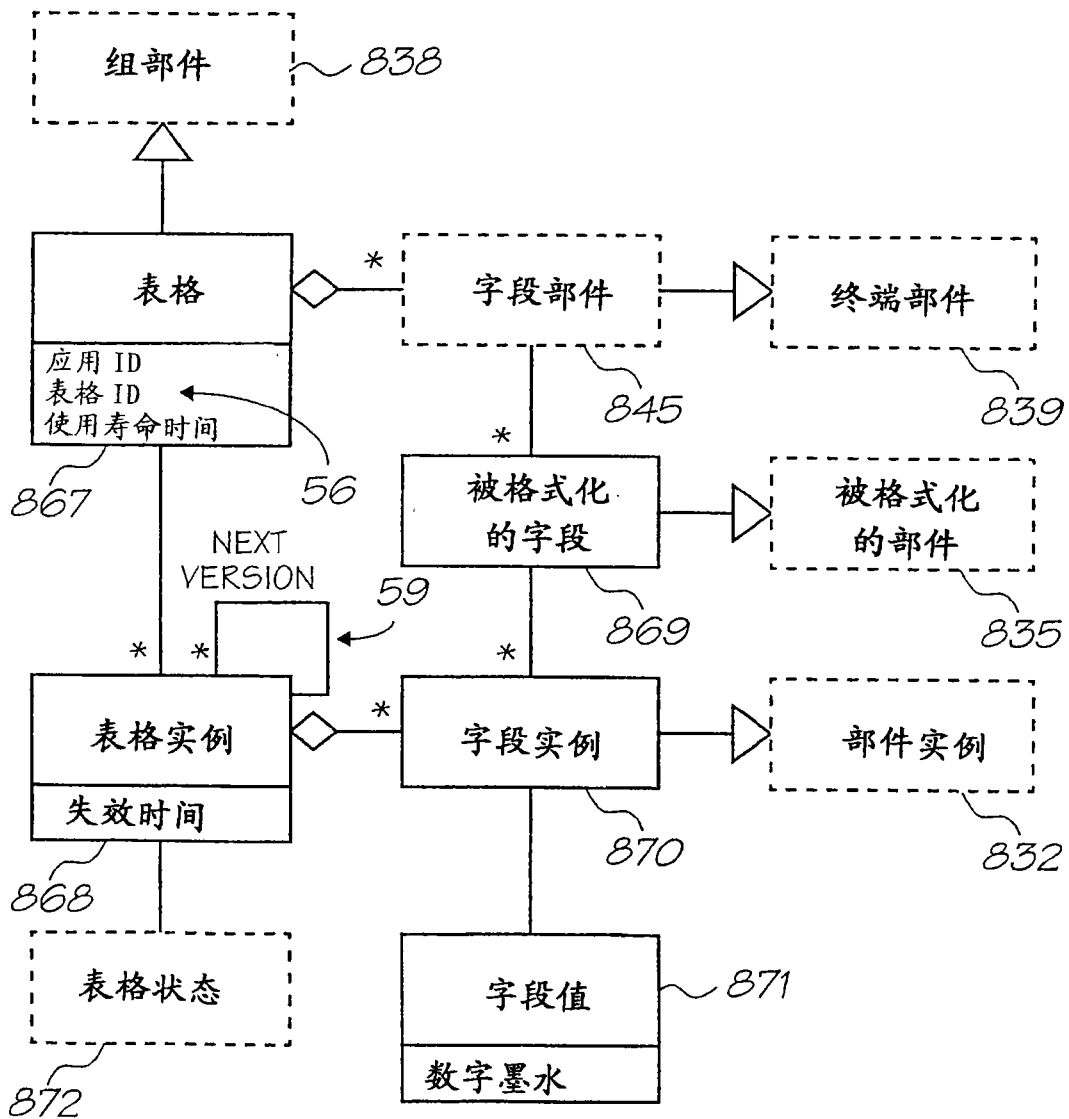 组部件
838
表格
*
字段部件
终端部件
应用 ID
表格 ID
使用寿命时间
845
839
867
56
*
被格式化
的字段
被格式化
的部件
NEXT
VERSION
59
869
835
*
*
*
表格实例
*
字段实例
部件实例
失效时间
868
870
832
表格状态
字段值
871
872
数字墨水